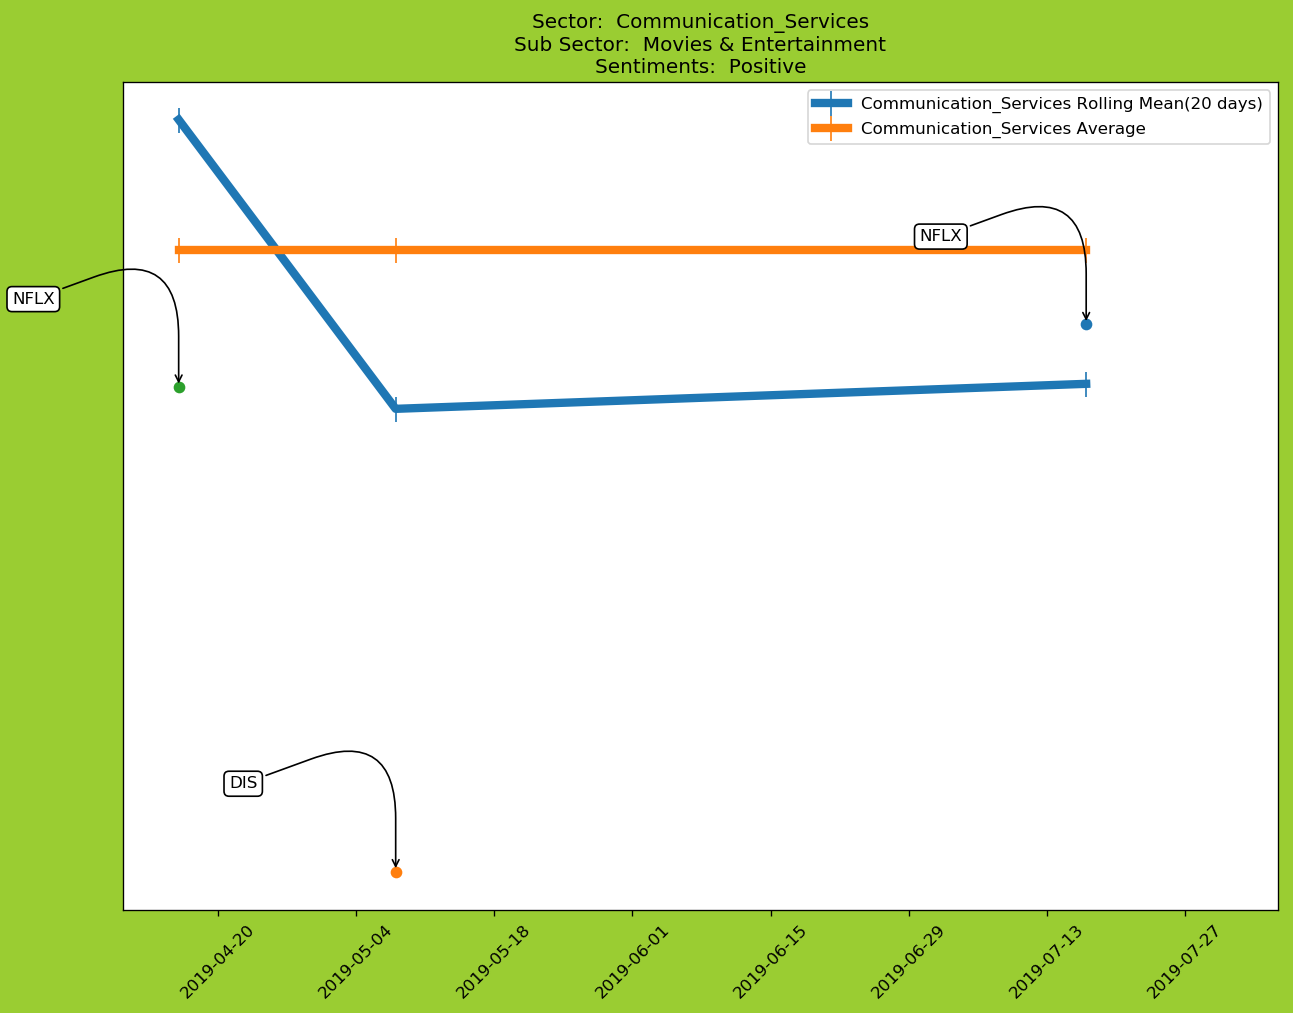 Sector:  Communication_Services
Sub Sector:  Movies & Entertainment
Sentiments:  Positive
Communication_Services Rolling Mean(20 days)
Communication_Services Average
NFLX
NFLX
DIS
2019-04-20
2019-05-04
2019-05-18
2019-06-01
2019-06-15
2019-06-29
2019-07-13
2019-07-27